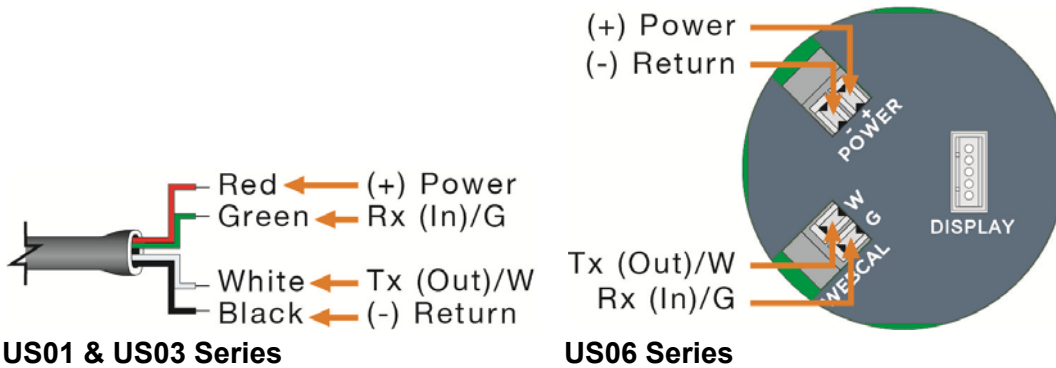 Red (+) Power
Green Rx (In)/G
White Tx (Out)/W
Black (-) Return
US01 & US03 Series
(+) Power
(-) Return
- +
POWER
DISPLAY
W
G
WEBCAL
Tx (Out)/W
Rx (In)/G
US06 Series